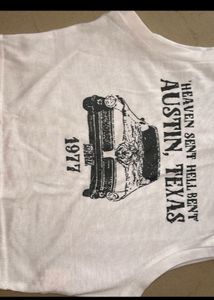 HEAVEN SENT HELL BENT
AUSTIN, TEXAS
1977